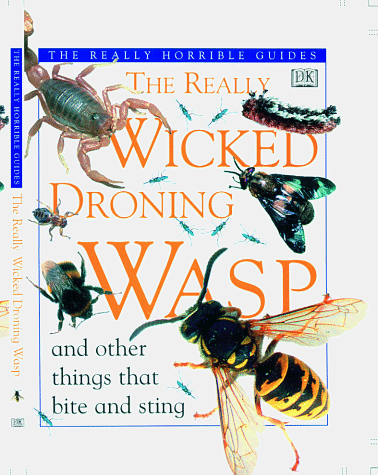 THE REALLY HORRIBLE GUIDES
The Really Wicked Droning Wasp
DK
THE REALLY HORRIBLE GUIDES
DK
THE REALLY
WICKED
DRONING
WASP
and other
things that
bite and sting